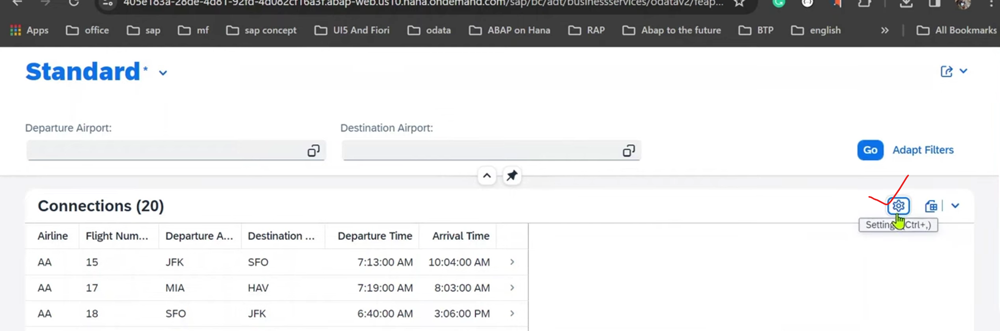 405e183a-28de-4d81-92fd-4d082cf16a3f.abap-web.us10.hana.ondemand.com/sap/bc/adt/businessservices/odatav2/feap...
Apps office sap mf sap concept UI5 And Fiori odata ABAP on Hana RAP Abap to the future BTP english » All Bookmarks
Standard*
Departure Airport: Destination Airport:
Go Adapt Filters
Connections (20)
Setting (Ctrl+,)
Airline Flight Num... Departure A... Destination ... Departure Time Arrival Time
AA 15 JFK SFO 7:13:00 AM 10:04:00 AM
AA 17 MIA HAV 7:19:00 AM 8:03:00 AM
AA 18 SFO JFK 6:40:00 AM 3:06:00 PM